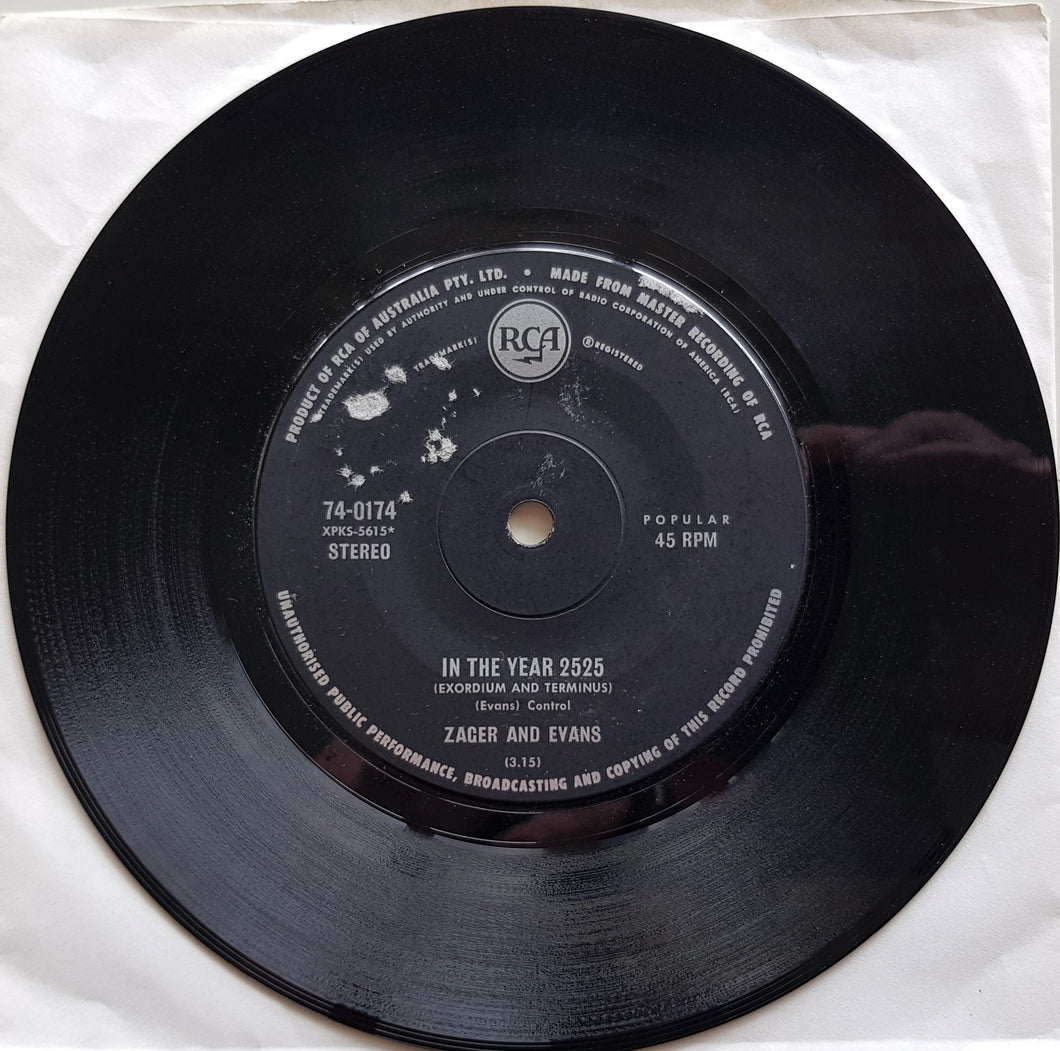 PRODUCT OF RCA OF AUSTRALIA PTY. LTD. • MADE FROM MASTER RECORDING OF RCA
TRADEMARK(S) USED BY AUTHORITY AND UNDER CONTROL OF RADIO CORPORATION OF AMERICA (RCA)
TRADEMARK(S) RCA ®REGISTERED
74-0174
XPKS-5615*
STEREO
POPULAR
45 RPM
IN THE YEAR 2525
(EXORDIUM AND TERMINUS)
(Evans) Control
ZAGER AND EVANS
(3.15)
UNAUTHORISED PUBLIC PERFORMANCE, BROADCASTING AND COPYING OF THIS RECORD PROHIBITED